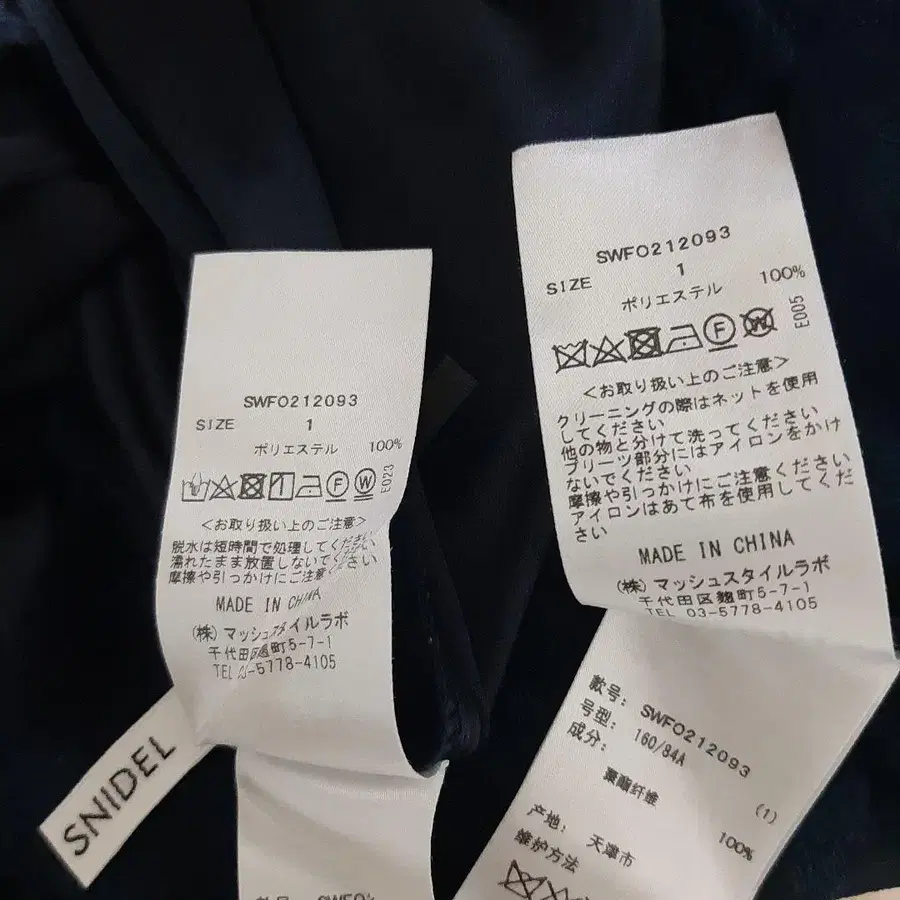 SWFO212093
SIZE 1
ポリエステル 100%
E023
<お取り扱い上のご注意>
脱水は短時間で処理してください
濡れたまま放置しないでください
摩擦や引っかけにご注意ください
MADE IN CHINA
(株) マッシュスタイルラボ
千代田区麹町5-7-1
TEL 03-5778-4105
SNIDEL
SWFO212093
SIZE 1
ポリエステル 100%
E005
<お取り扱い上のご注意>
クリーニングの際はネットを使用
してください
他の物と分けて洗ってください
プリーツ部分にはアイロンをかけ
ないでください
摩擦や引っかけにご注意ください
アイロンはあて布を使用してくだ
さい
MADE IN CHINA
(株) マッシュスタイルラボ
千代田区麹町5-7-1
TEL 03-5778-4105
款号: SWFO212093
号型: 160/84A (1)
成分:
聚酯纤维 100%
产地: 天津市
维护方法